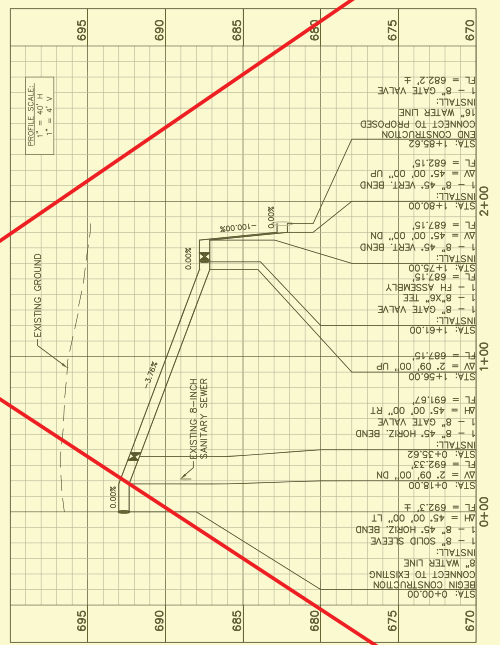 695
690
685
680
675
670
PROFILE SCALE:
1" = 40' H
1" = 4' V
EXISTING GROUND
0.00%
-3.76%
0.00%
-100.00%
0.00%
EXISTING 8-INCH
SANITARY SEWER
STA: 0+00.00
BEGIN CONSTRUCTION
CONNECT TO EXISTING
8" WATER LINE
INSTALL:
1 - 8" SOLID SLEEVE
1 - 8" 45° HORIZ. BEND
ΔH = 45° 00' 00" LT
FL = 692.3' ±
STA: 0+18.00
ΔV = 2° 09' 00" DN
FL = 692.33'
STA: 0+35.62
INSTALL:
1 - 8" 45° HORIZ. BEND
1 - 8" GATE VALVE
ΔH = 45° 00' 00" RT
FL = 691.67'
STA: 1+56.00
ΔV = 2° 09' 00" UP
FL = 687.15'
STA: 1+61.00
INSTALL:
1 - 8" GATE VALVE
1 - 8"X6" TEE
1 - FH ASSEMBLY
FL = 687.15'
STA: 1+75.00
INSTALL:
1 - 8" 45° VERT. BEND
ΔV = 45° 00' 00" DN
FL = 687.15'
STA: 1+80.00
INSTALL:
1 - 8" 45° VERT. BEND
ΔV = 45° 00' 00" UP
FL = 682.15'
STA: 1+85.62
END CONSTRUCTION
CONNECT TO PROPOSED
16" WATER LINE
INSTALL:
1 - 8" GATE VALVE
FL = 682.2' ±
0+00
1+00
2+00
695
690
685
680
675
670